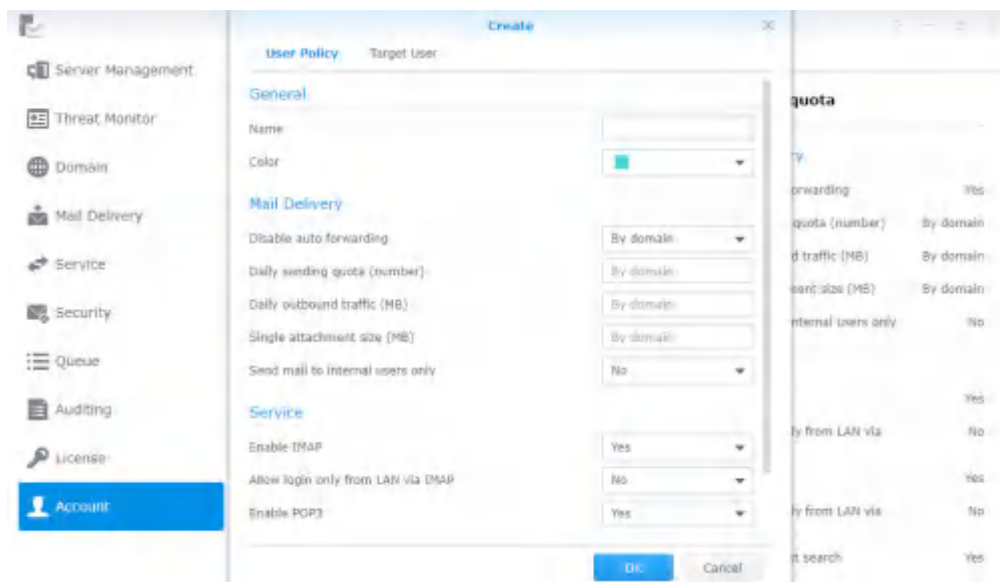 Create
User Policy Target User
Server Management
Threat Monitor
Domain
Mail Delivery
Service
Security
Queue
Auditing
License
Account
General
Name
Color
Mail Delivery
Disable auto forwarding By domain
Daily sending quota (number) By domain
Daily outbound traffic (MB) By domain
Single attachment size (MB) By domain
Send mail to internal users only No
Service
Enable IMAP Yes
Allow login only from LAN via IMAP No
Enable POP3 Yes
OK Cancel
quota
ry
orwarding Yes
quota (number) By domain
d traffic (MB) By domain
ent size (MB) By domain
nternal users only No
Yes
ly from LAN via No
Yes
ly from LAN via No
t search Yes